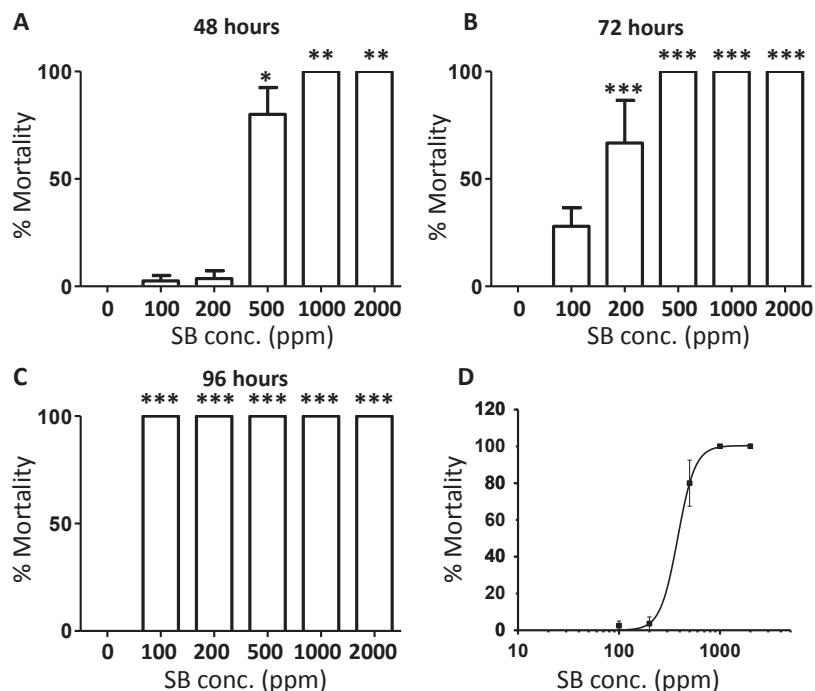 A
48 hours
* ** **
100
50
0
% Mortality
0 100 200 500 1000 2000
SB conc. (ppm)
B
72 hours
*** *** *** ***
100
50
0
% Mortality
0 100 200 500 1000 2000
SB conc. (ppm)
C
96 hours
*** *** *** *** ***
100
50
0
% Mortality
0 100 200 500 1000 2000
SB conc. (ppm)
D
120
100
80
60
40
20
0
% Mortality
10 100 1000
SB conc. (ppm)